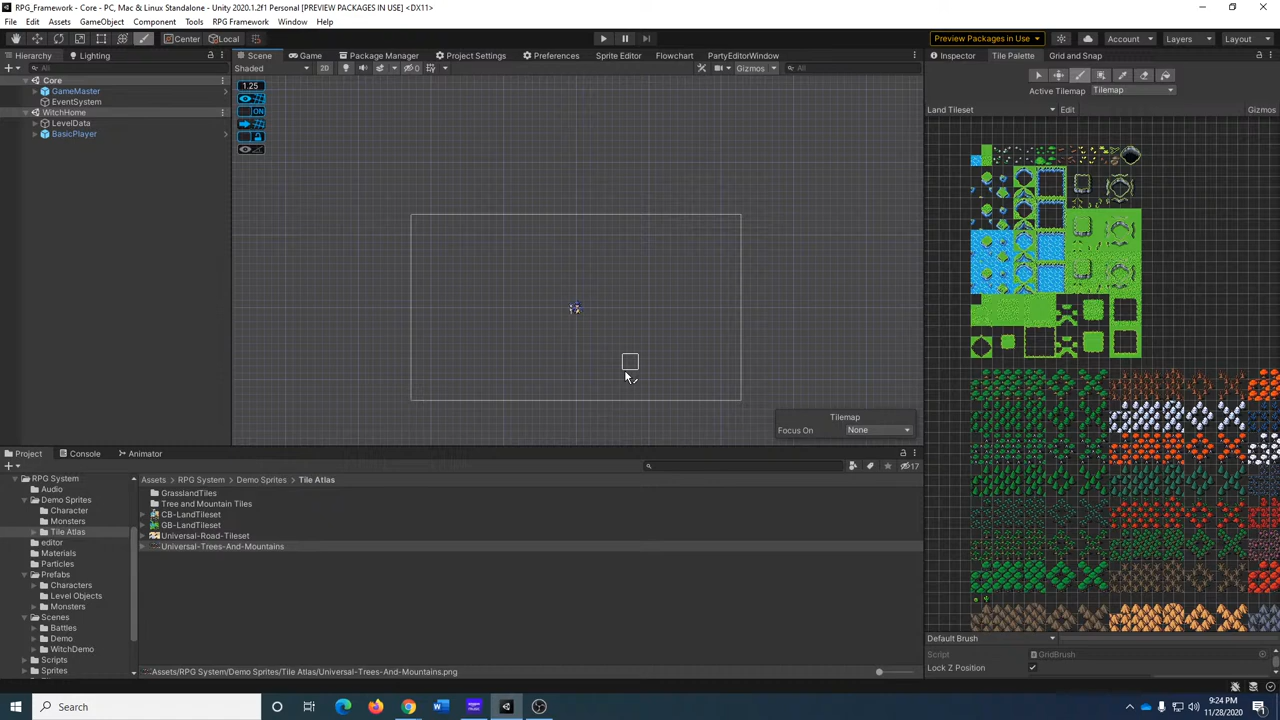 RPG_Framework - Core - PC, Mac & Linux Standalone - Unity 2020.1.2f1 Personal [PREVIEW PACKAGES IN USE] <DX11>
File Edit Assets GameObject Component Tools RPG Framework Window Help
Center Local Preview Packages in Use Account Layers Layout
Hierarchy Lighting
All
Core
GameMaster
EventSystem
WitchHome
LevelData
BasicPlayer
Scene Game Package Manager Project Settings Preferences Sprite Editor Flowchart PartyEditorWindow
Shaded 2D 0 Gizmos All
1.25
ON
Tilemap
Focus On None
Inspector Tile Palette Grid and Snap
Active Tilemap Tilemap
Land Tileset Edit Gizmos
Default Brush
Script GridBrush
Lock Z Position
Project Console Animator
17
RPG System
Audio
Demo Sprites
Character
Monsters
Tile Atlas
editor
Materials
Particles
Prefabs
Characters
Level Objects
Monsters
Scenes
Battles
Demo
WitchDemo
Scripts
Sprites
Assets > RPG System > Demo Sprites > Tile Atlas
GrasslandTiles
Tree and Mountain Tiles
CB-LandTileset
GB-LandTileset
Universal-Road-Tileset
Universal-Trees-And-Mountains
Assets/RPG System/Demo Sprites/Tile Atlas/Universal-Trees-And-Mountains.png
Search
9:24 PM
11/28/2020